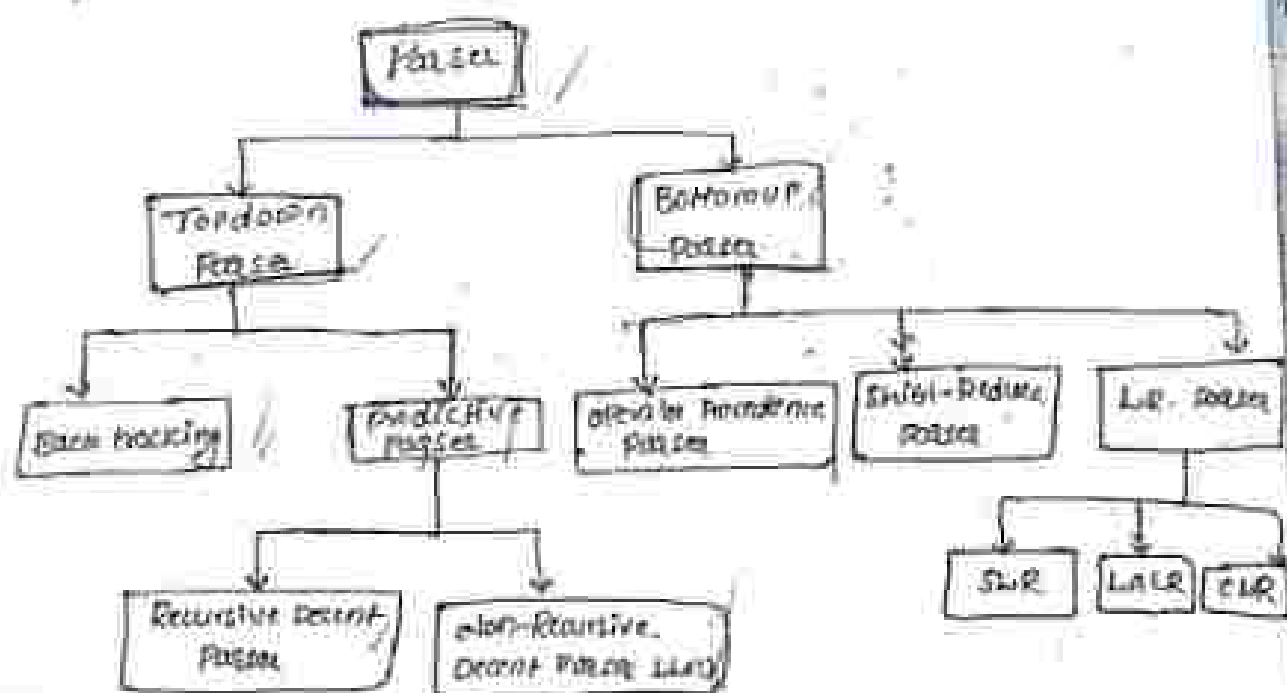 Parser
Topdown
Parser
Bottomup
Parser
Back tracking
Predictive
Parser
Operator Precedence
Parser
Shift-Reduce
Parser
LR- Parser
SLR
LALR
CLR
Recursive Decent
Parser
Non-Recursive
Decent Parser